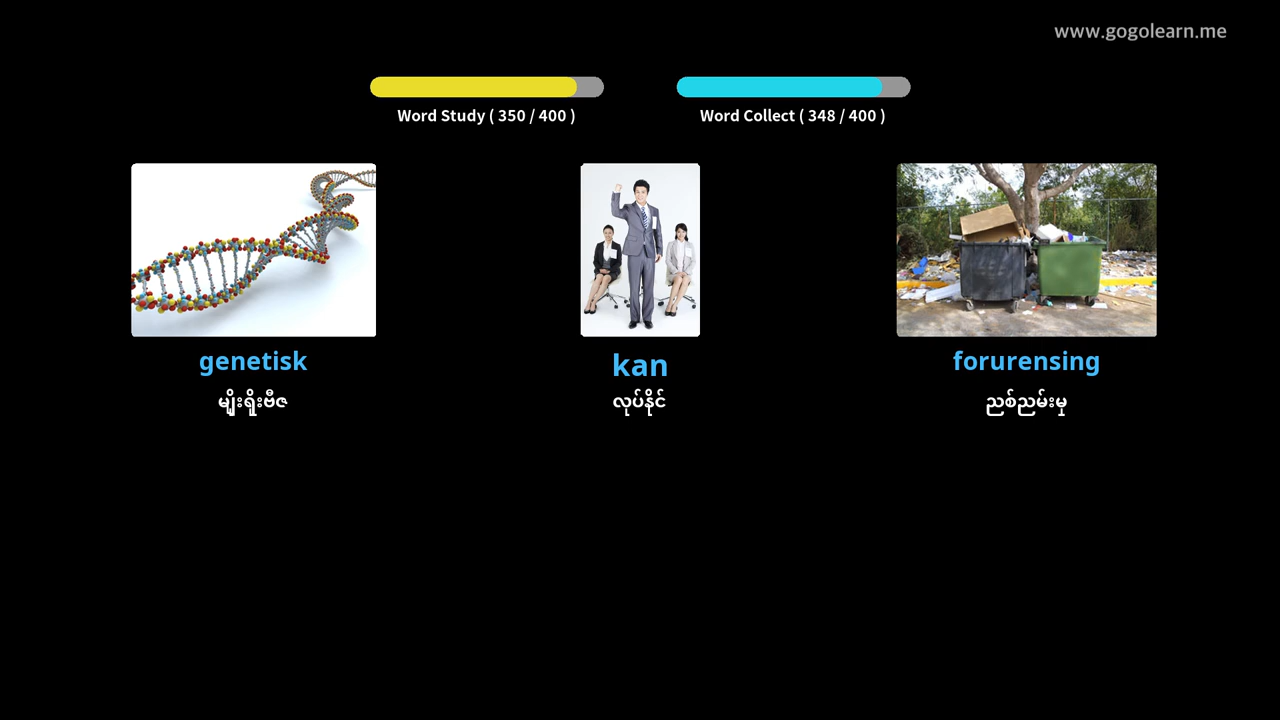 www.gogolearn.me
Word Study ( 350 / 400 )
Word Collect ( 348 / 400 )
genetisk
kan
forurensing
မျိုးရိုးဗီဇ
လုပ်နိုင်
ညစ်ညမ်းမှ